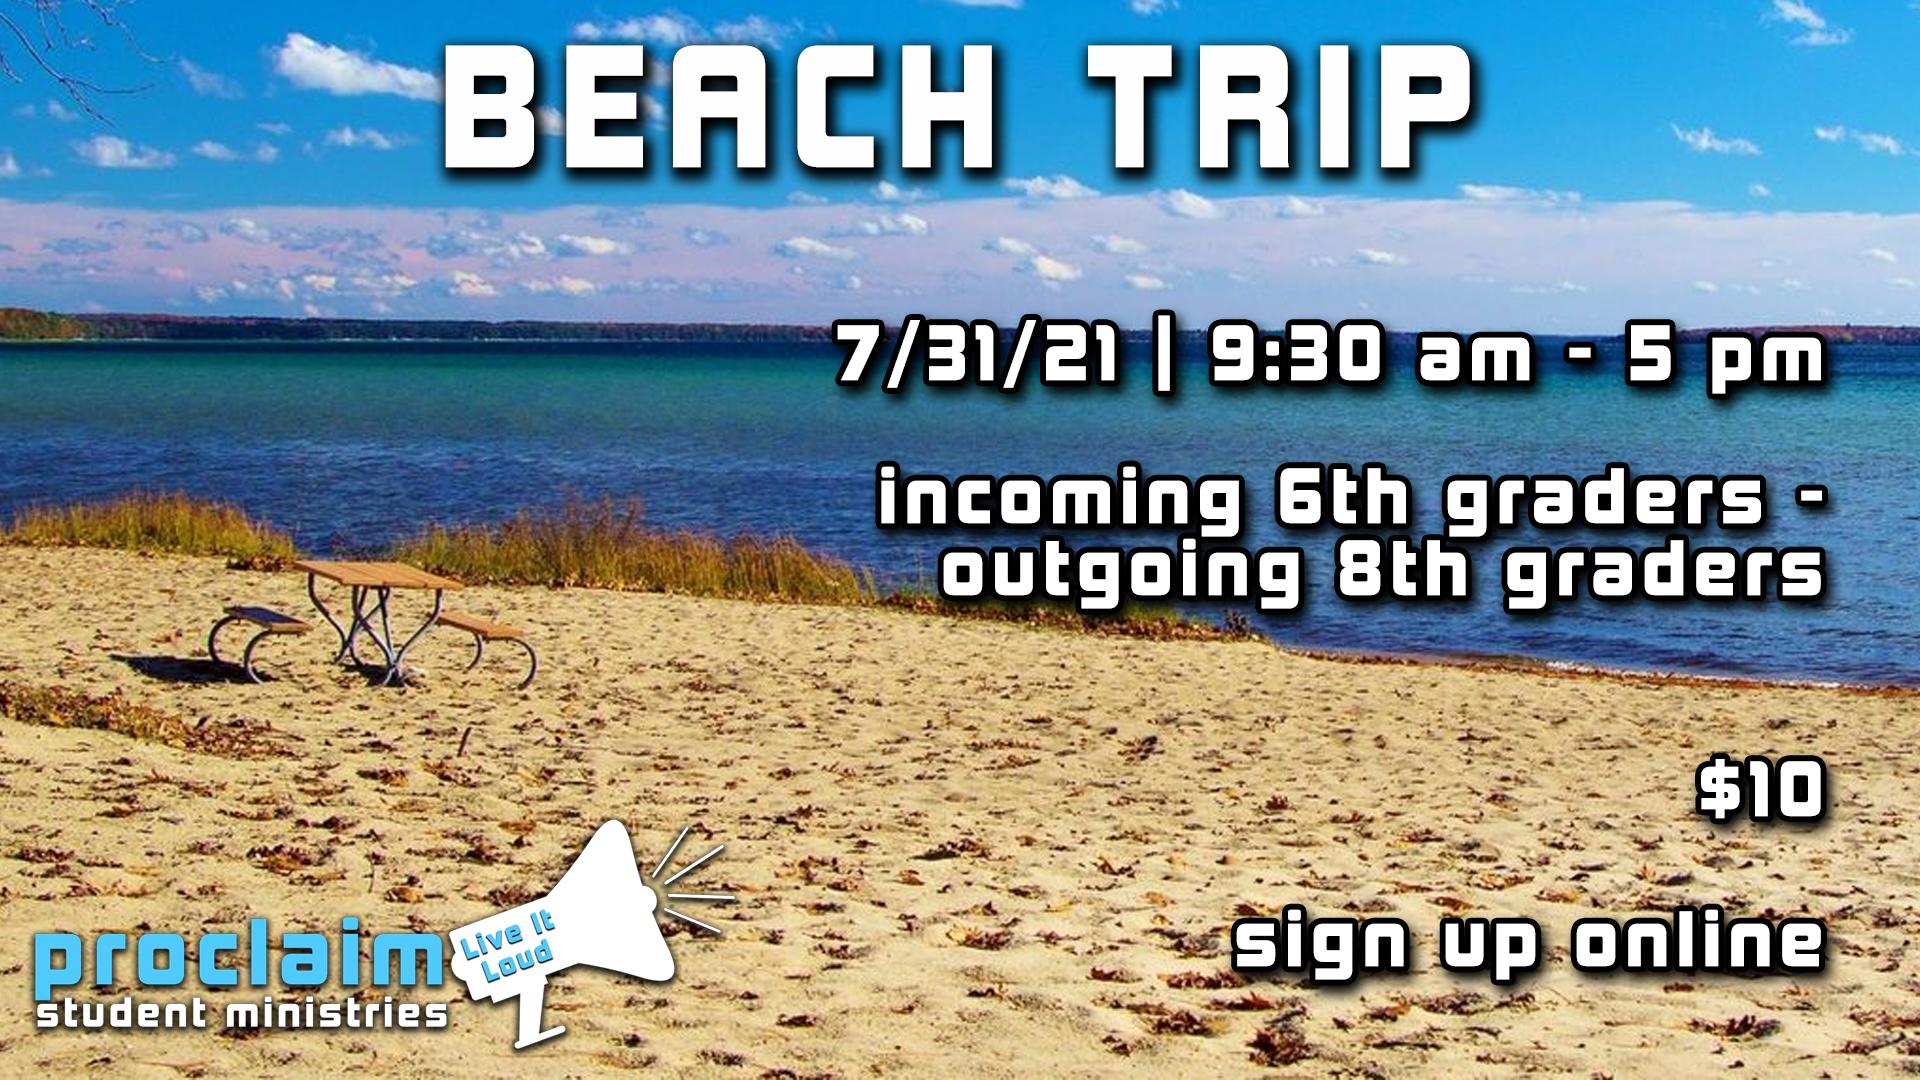 BEACH TRIP
7/31/21 | 9:30 am - 5 pm
incoming 6th graders -
outgoing 8th graders
$10
sign up online
proclaim
student ministries
Live It
Loud